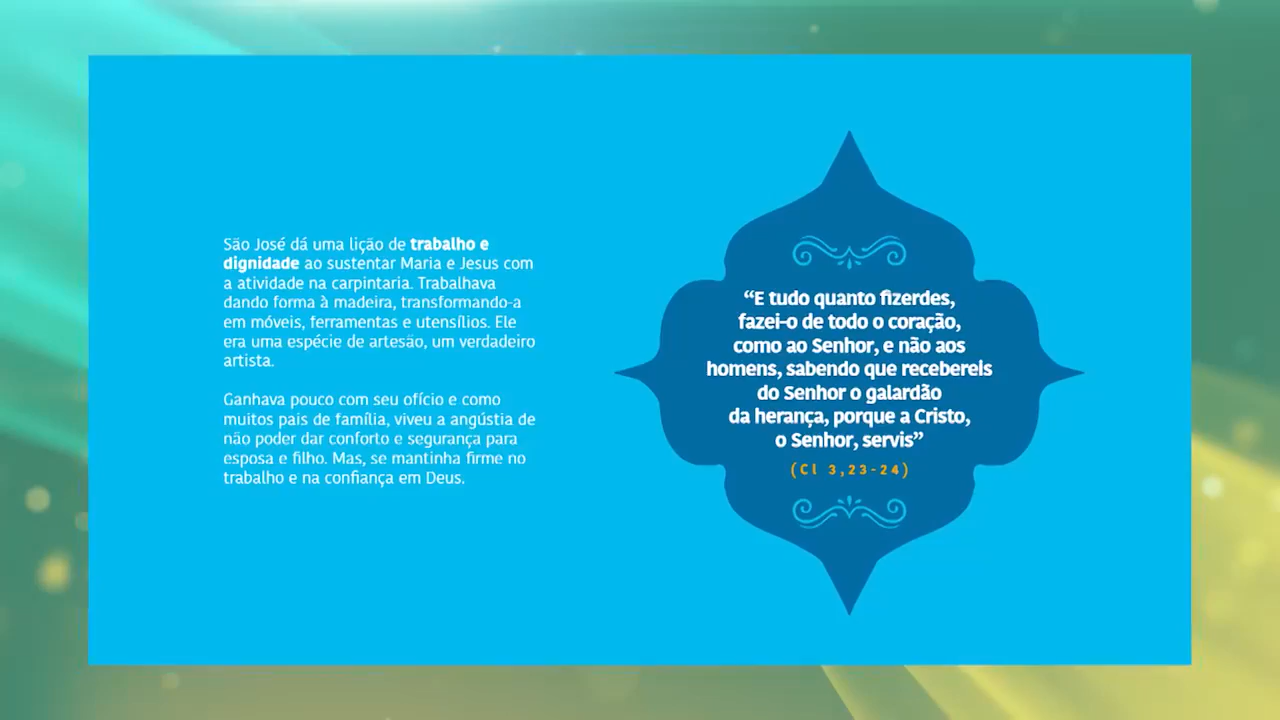 São José dá uma lição de trabalho e
dignidade ao sustentar Maria e Jesus com
a atividade na carpintaria. Trabalhava
dando forma à madeira, transformando-a
em móveis, ferramentas e utensílios. Ele
era uma espécie de artesão, um verdadeiro
artista.
Ganhava pouco com seu ofício e como
muitos pais de família, viveu a angústia de
não poder dar conforto e segurança para
esposa e filho. Mas, se mantinha firme no
trabalho e na confiança em Deus.
“E tudo quanto fizerdes,
fazei-o de todo o coração,
como ao Senhor, e não aos
homens, sabendo que recebereis
do Senhor o galardão
da herança, porque a Cristo,
o Senhor, servis”
(Cl 3,23-24)